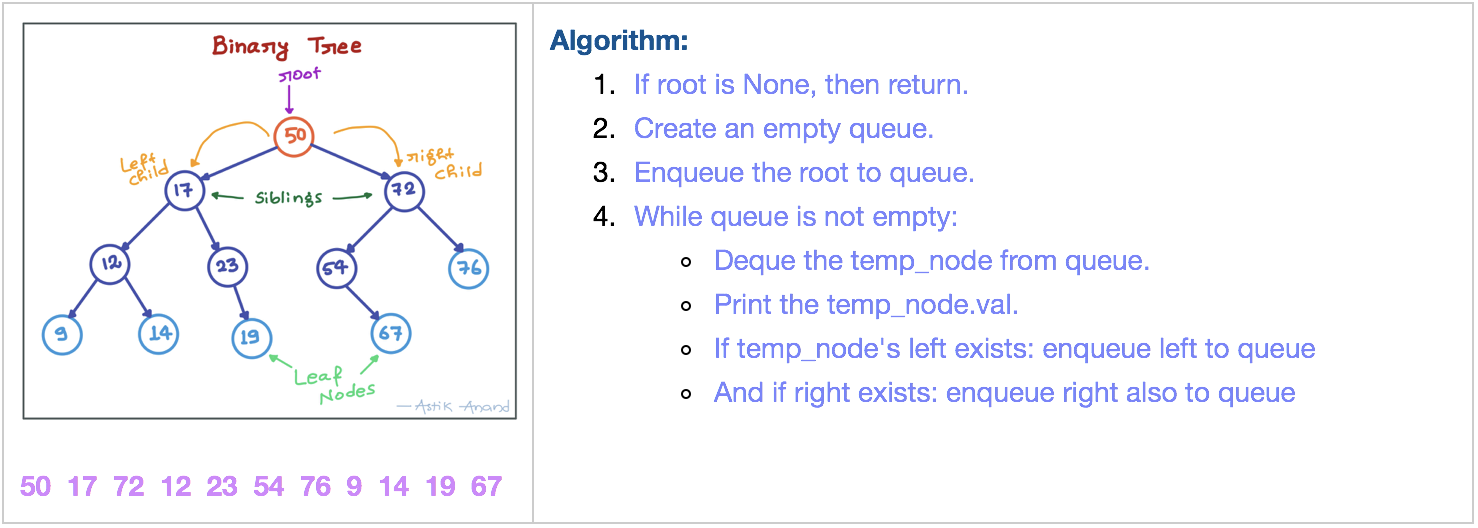 Binary Tree
root
50
Left
child
right
child
17
Siblings
72
12
23
54
76
9
14
19
67
Leaf
Nodes
— Astik Anand
50 17 72 12 23 54 76 9 14 19 67
Algorithm:
1. If root is None, then return.
2. Create an empty queue.
3. Enqueue the root to queue.
4. While queue is not empty:
Deque the temp_node from queue.
Print the temp_node.val.
If temp_node's left exists: enqueue left to queue
And if right exists: enqueue right also to queue